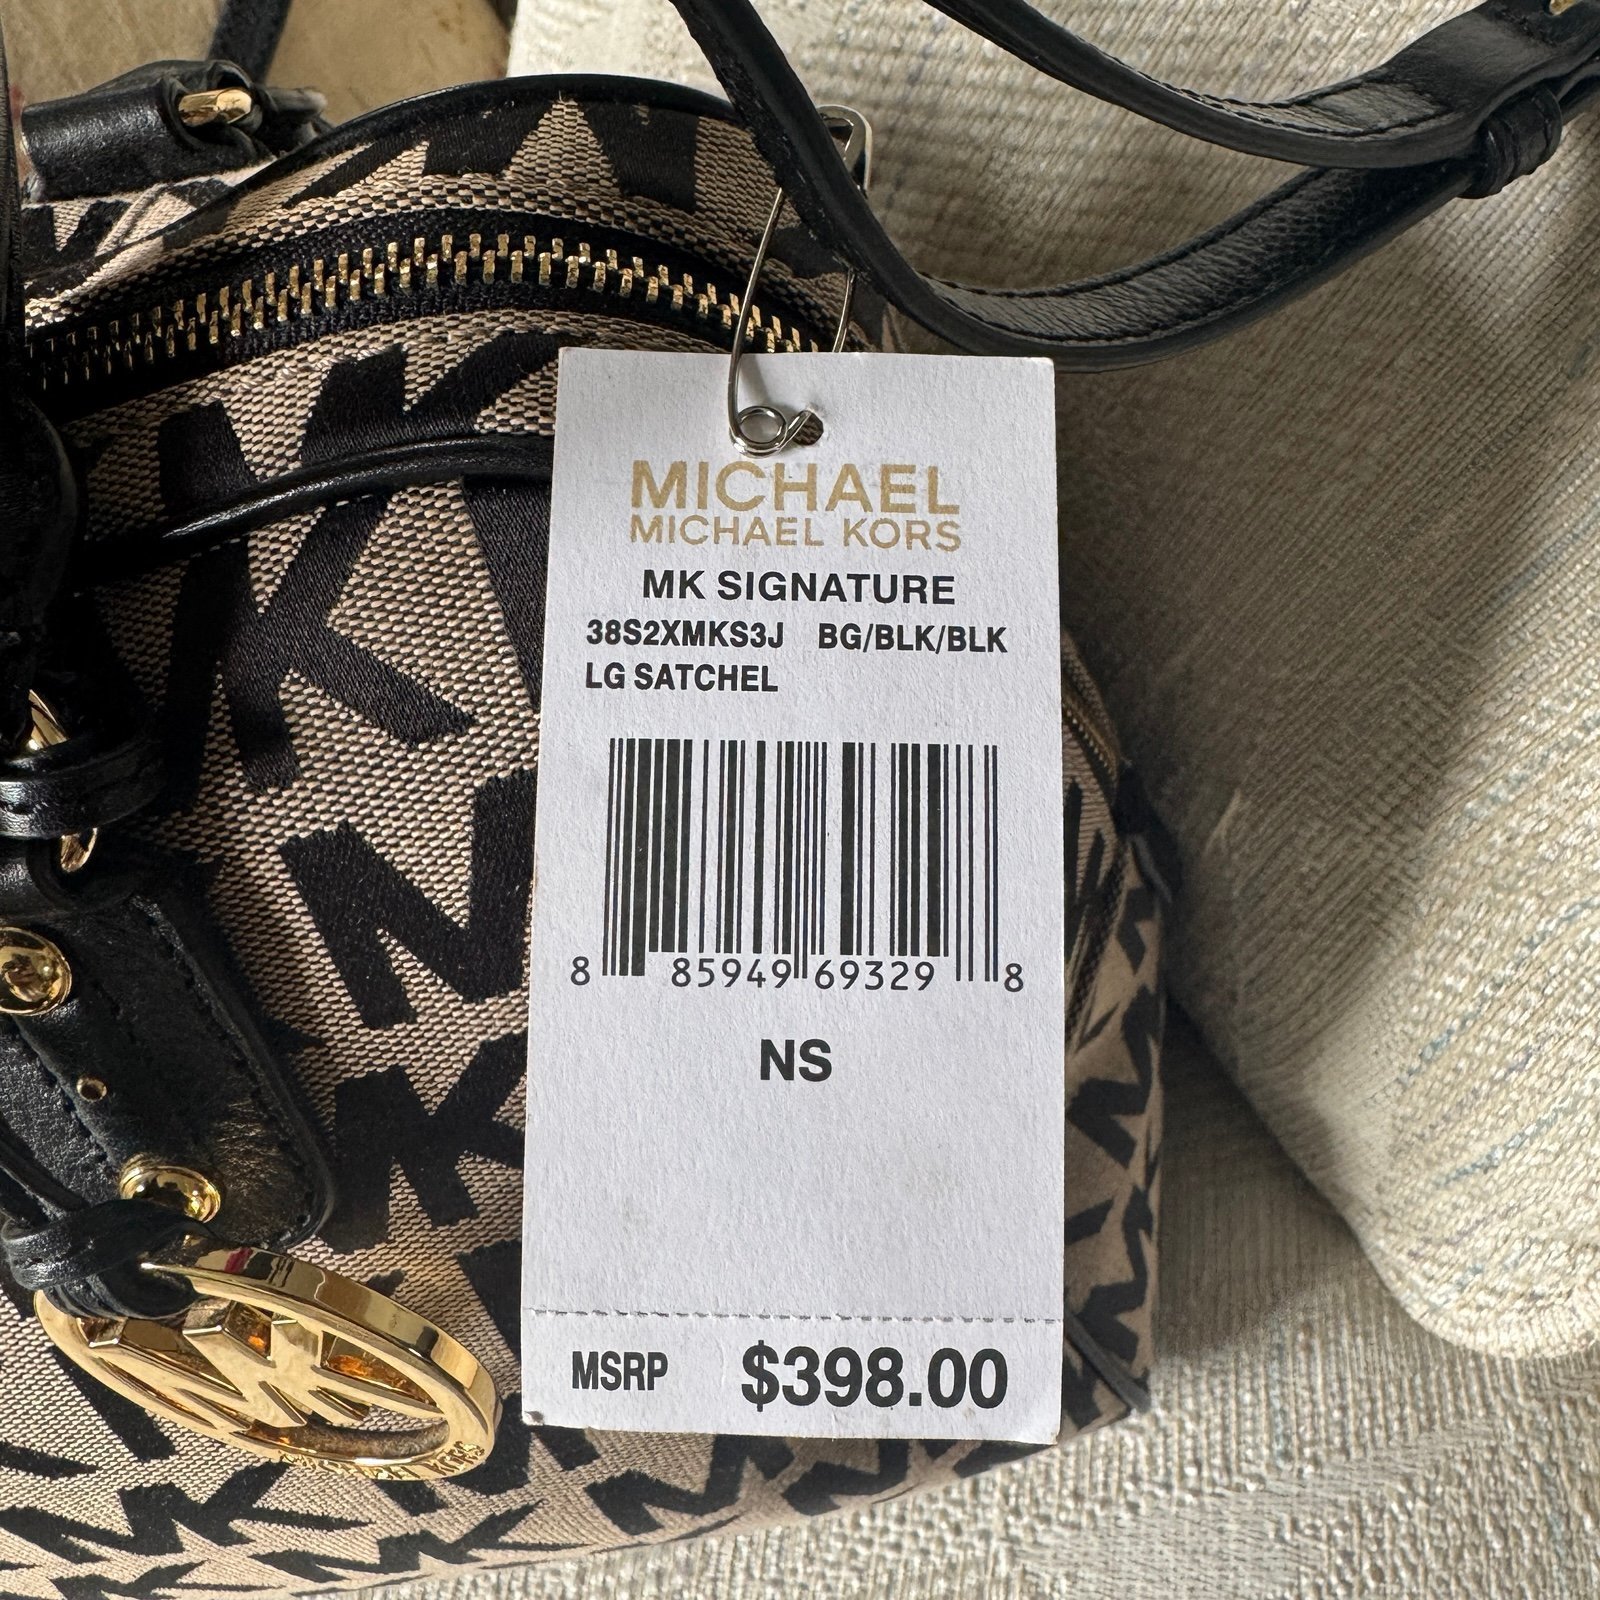 MICHAEL
MICHAEL KORS
MK SIGNATURE
38S2XMKS3J BG/BLK/BLK
LG SATCHEL
8 85949 69329 8
NS
MSRP $398.00